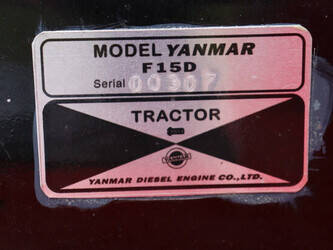 MODEL YANMAR
F15D
Serial 00307
TRACTOR
YANMAR DIESEL ENGINE CO., LTD.